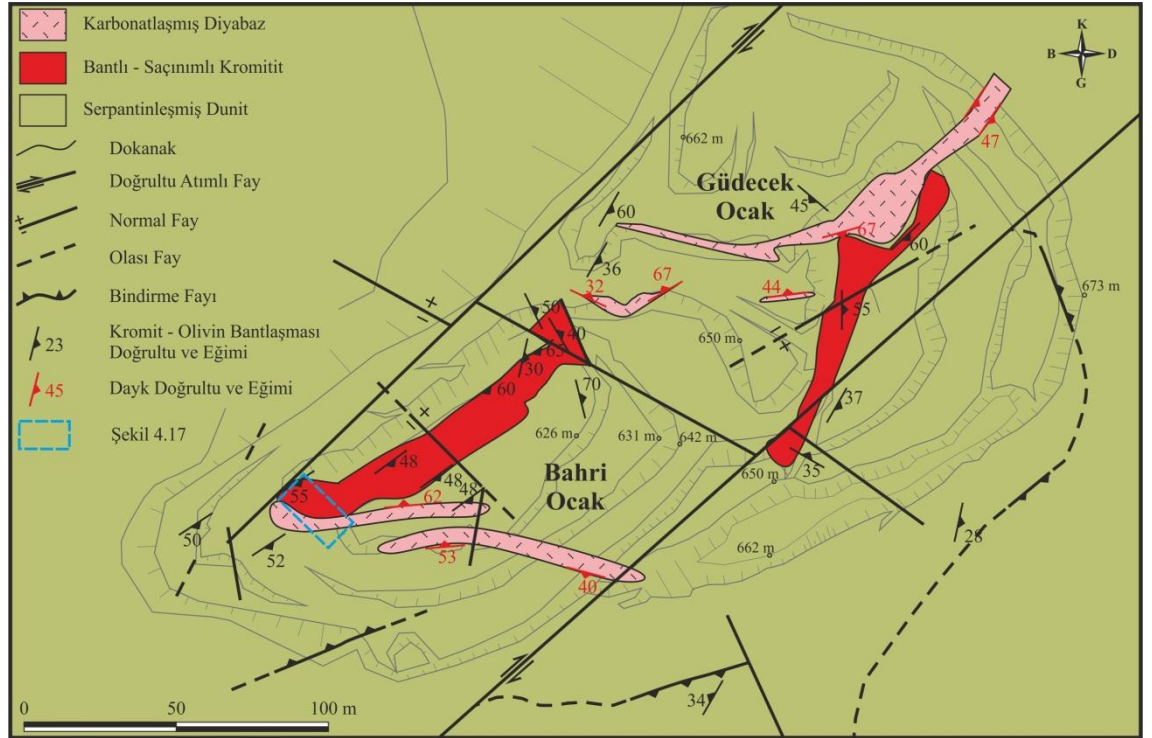 Karbonatlaşmış Diyabaz
Bantlı - Saçınımlı Kromitit
Serpantinleşmiş Dunit
Dokanak
Doğrultu Atımlı Fay
+
-
Normal Fay
Olası Fay
Bindirme Fayı
23
Kromit - Olivin Bantlaşması
Doğrultu ve Eğimi
45
Dayk Doğrultu ve Eğimi
Şekil 4.17
0
50
100 m
K
B
D
G
662 m
47
Güdecek
Ocak
45
60
67
60
36
32
67
44
55
673 m
650 m
+
-
50
40
65
30
60
70
+
-
+
-
37
626 m
631 m
642 m
35
650 m
48
48
48
Bahri
Ocak
55
62
50
52
53
40
662 m
28
34